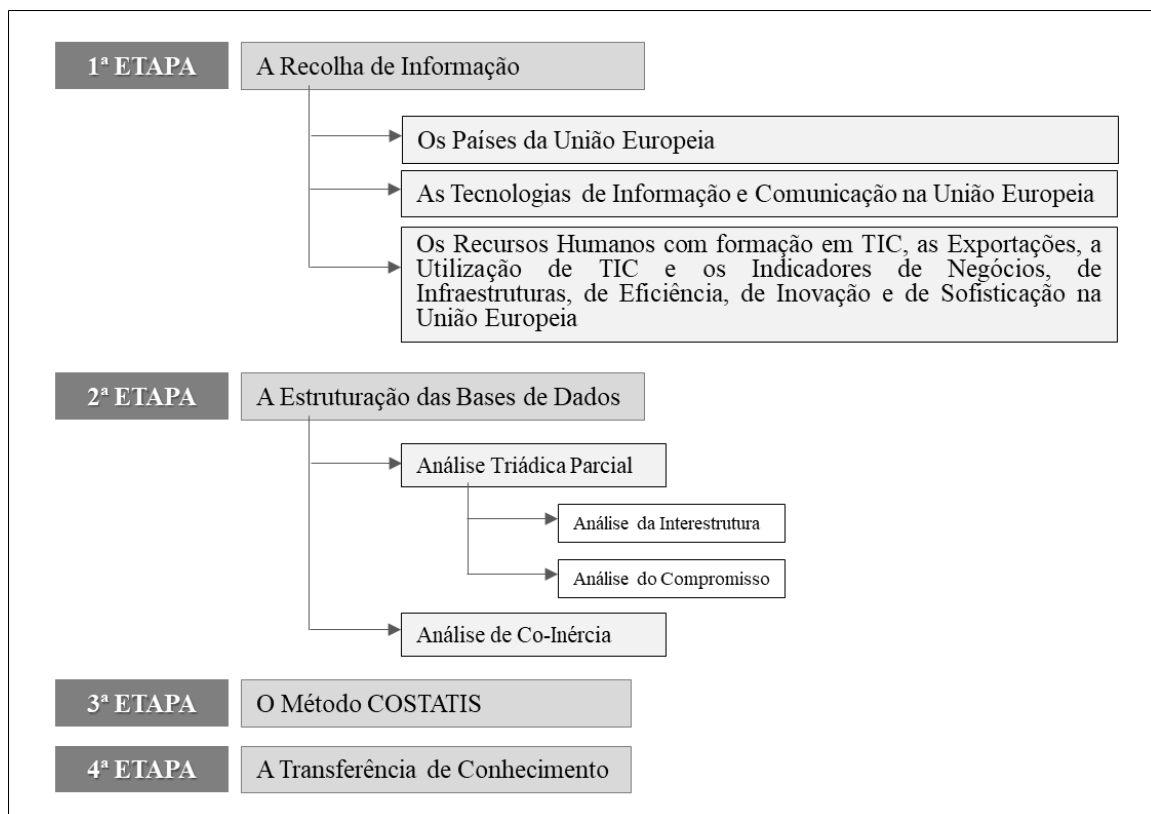 1ª ETAPA
A Recolha de Informação
Os Países da União Europeia
As Tecnologias de Informação e Comunicação na União Europeia
Os Recursos Humanos com formação em TIC, as Exportações, a
Utilização de TIC e os Indicadores de Negócios, de
Infraestruturas, de Eficiência, de Inovação e de Sofisticação na
União Europeia
2ª ETAPA
A Estruturação das Bases de Dados
Análise Triádica Parcial
Análise da Interestrutura
Análise do Compromisso
Análise de Co-Inércia
3ª ETAPA
O Método COSTATIS
4ª ETAPA
A Transferência de Conhecimento